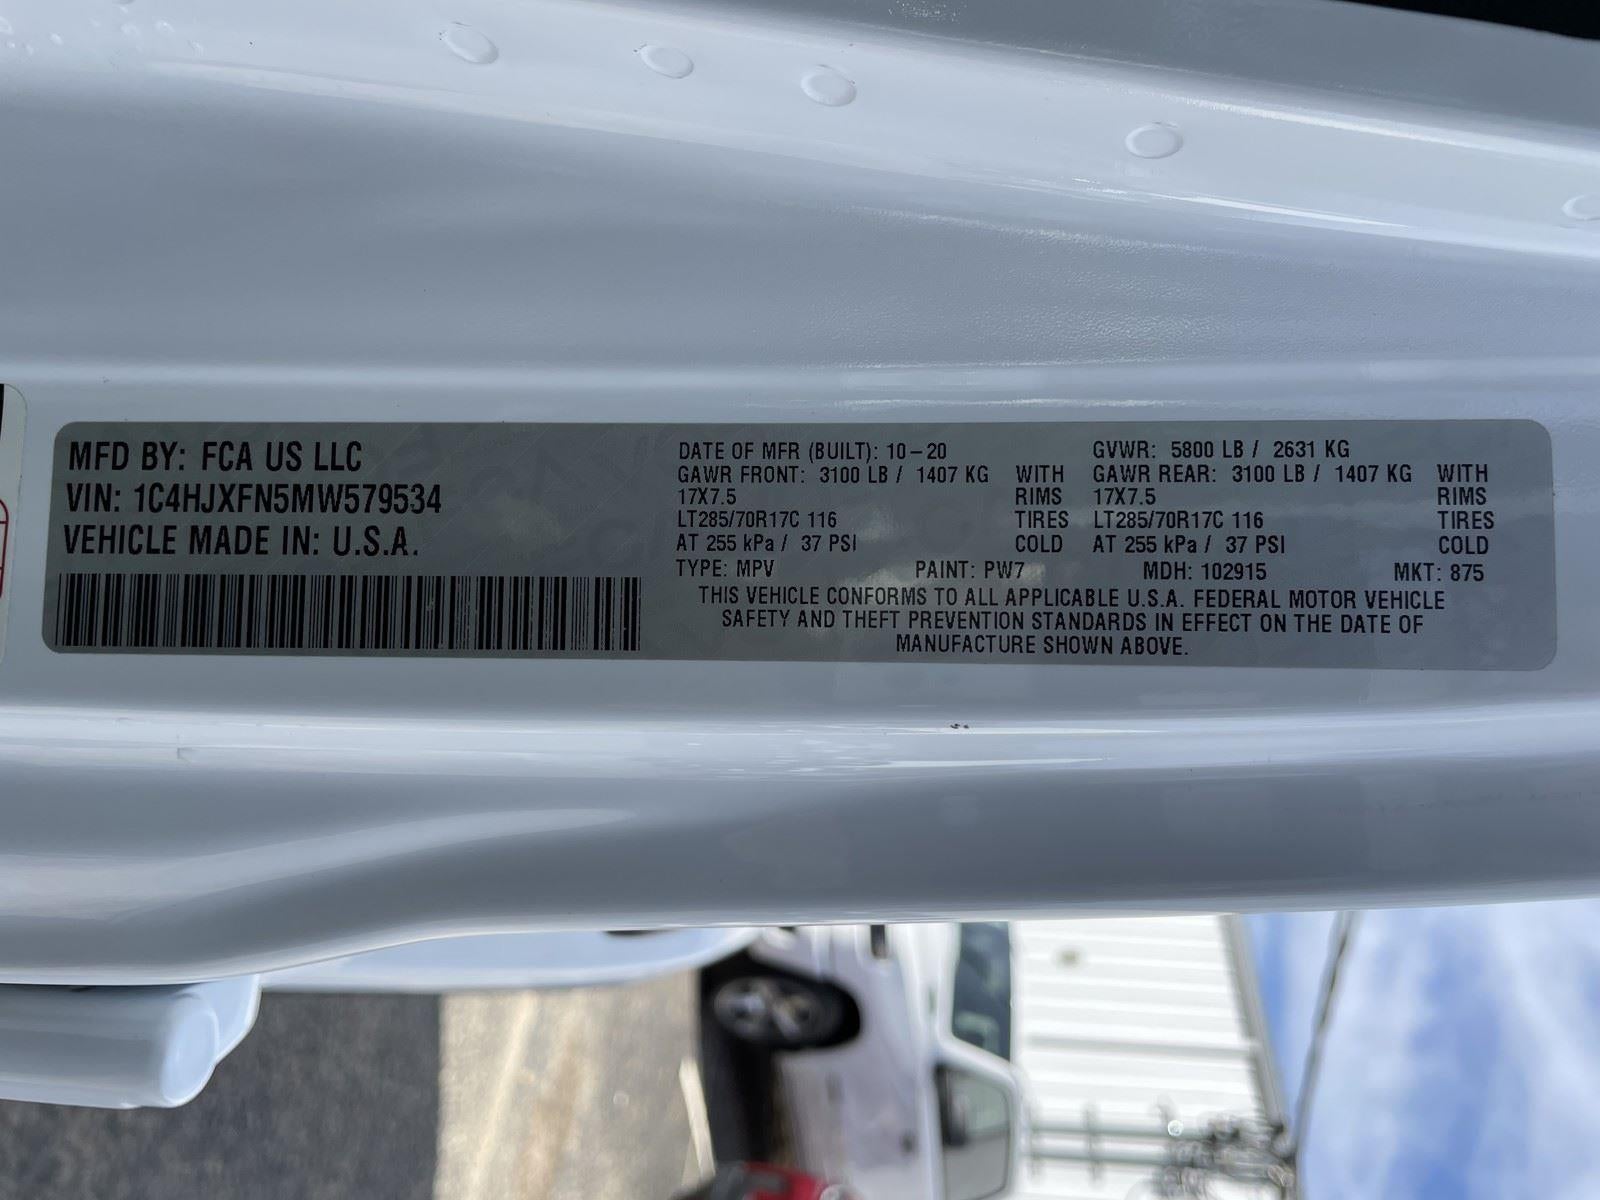 MFD BY: FCA US LLC
VIN: 1C4HJXFN5MW579534
VEHICLE MADE IN: U.S.A.
DATE OF MFR (BUILT): 10-20 GVWR: 5800 LB / 2631 KG
GAWR FRONT: 3100 LB / 1407 KG WITH GAWR REAR: 3100 LB / 1407 KG WITH
17X7.5 RIMS 17X7.5 RIMS
LT285/70R17C 116 TIRES LT285/70R17C 116 TIRES
AT 255 kPa / 37 PSI COLD AT 255 kPa / 37 PSI COLD
TYPE: MPV PAINT: PW7 MDH: 102915 MKT: 875
THIS VEHICLE CONFORMS TO ALL APPLICABLE U.S.A. FEDERAL MOTOR VEHICLE
SAFETY AND THEFT PREVENTION STANDARDS IN EFFECT ON THE DATE OF
MANUFACTURE SHOWN ABOVE.